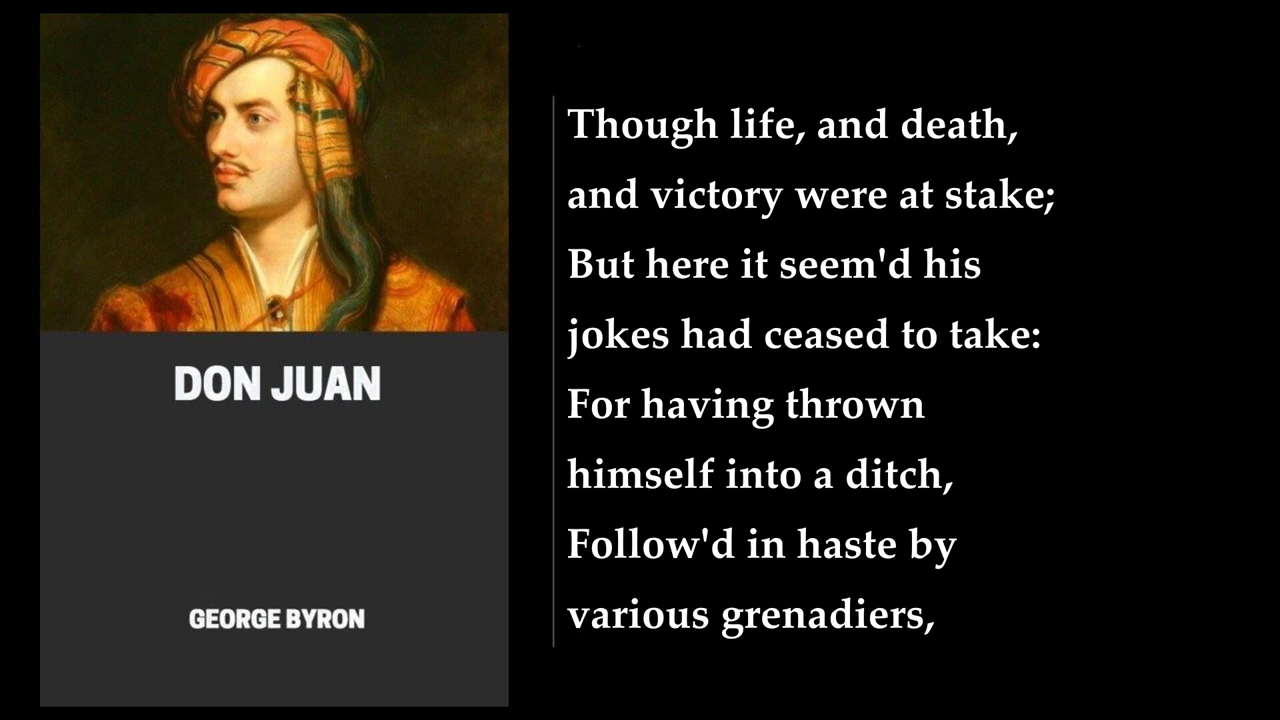 DON JUAN
GEORGE BYRON
Though life, and death,
and victory were at stake;
But here it seem'd his
jokes had ceased to take:
For having thrown
himself into a ditch,
Follow'd in haste by
various grenadiers,